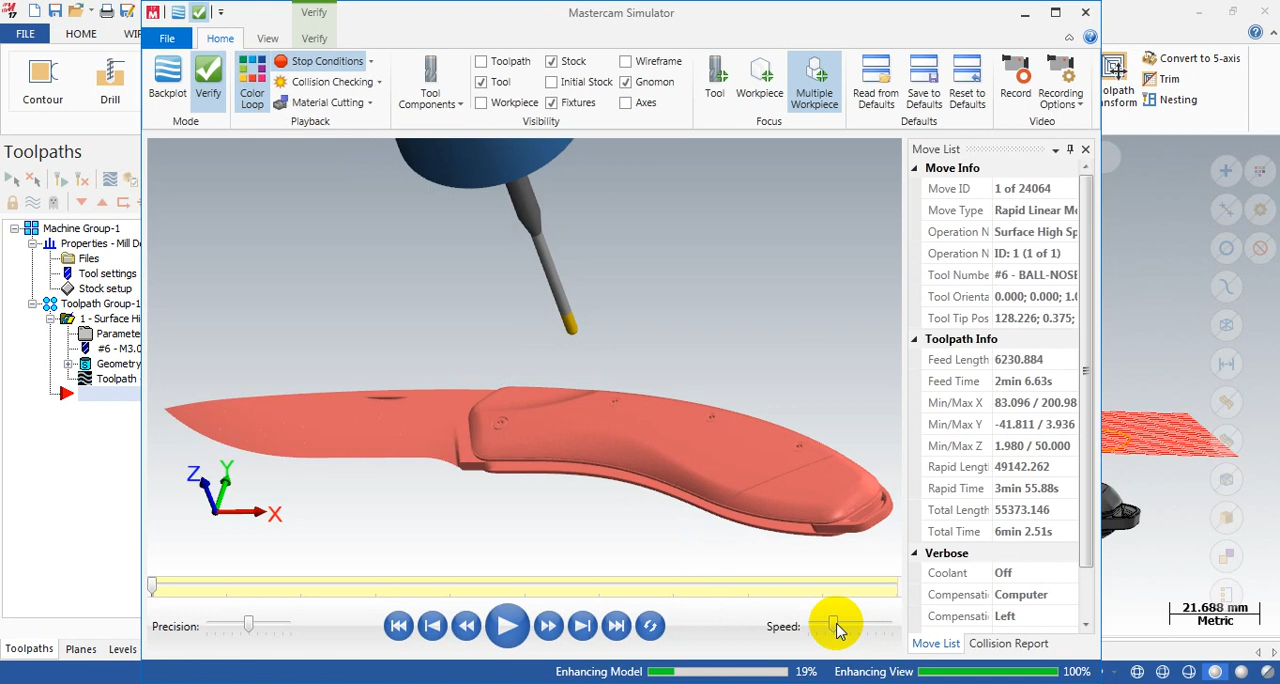 17
Mastercam Simulator
Verify
FILE
HOME
File
Home
View
Verify
Contour
Drill
Backplot
Verify
Mode
Color
Loop
Stop Conditions
Collision Checking
Material Cutting
Playback
Tool
Components
Toolpath
Tool
Workpiece
Stock
Initial Stock
Fixtures
Wireframe
Gnomon
Axes
Visibility
Tool
Workpiece
Multiple
Workpiece
Focus
Read from
Defaults
Save to
Defaults
Reset to
Defaults
Defaults
Record
Recording
Options
Video
Convert to 5-axis
Trim
Nesting
Toolpaths
Machine Group-1
Properties - Mill De
Files
Tool settings
Stock setup
Toolpath Group-1
1 - Surface Hi
Paramete
#6 - M3.0
Geometry
Toolpath
Z
Y
X
Move List
Move Info
Move ID 1 of 24064
Move Type Rapid Linear Mo
Operation N Surface High Sp
Operation N ID: 1 (1 of 1)
Tool Number #6 - BALL-NOSE
Tool Orienta 0.000; 0.000; 1.0
Tool Tip Pos 128.226; 0.375;
Toolpath Info
Feed Length 6230.884
Feed Time 2min 6.63s
Min/Max X 83.096 / 200.98
Min/Max Y -41.811 / 3.936
Min/Max Z 1.980 / 50.000
Rapid Length 49142.262
Rapid Time 3min 55.88s
Total Length 55373.146
Total Time 6min 2.51s
Verbose
Coolant Off
Compensati Computer
Compensati Left
Precision:
Speed:
21.688 mm
Metric
Toolpaths
Planes
Levels
Move List
Collision Report
Enhancing Model
19%
Enhancing View
100%